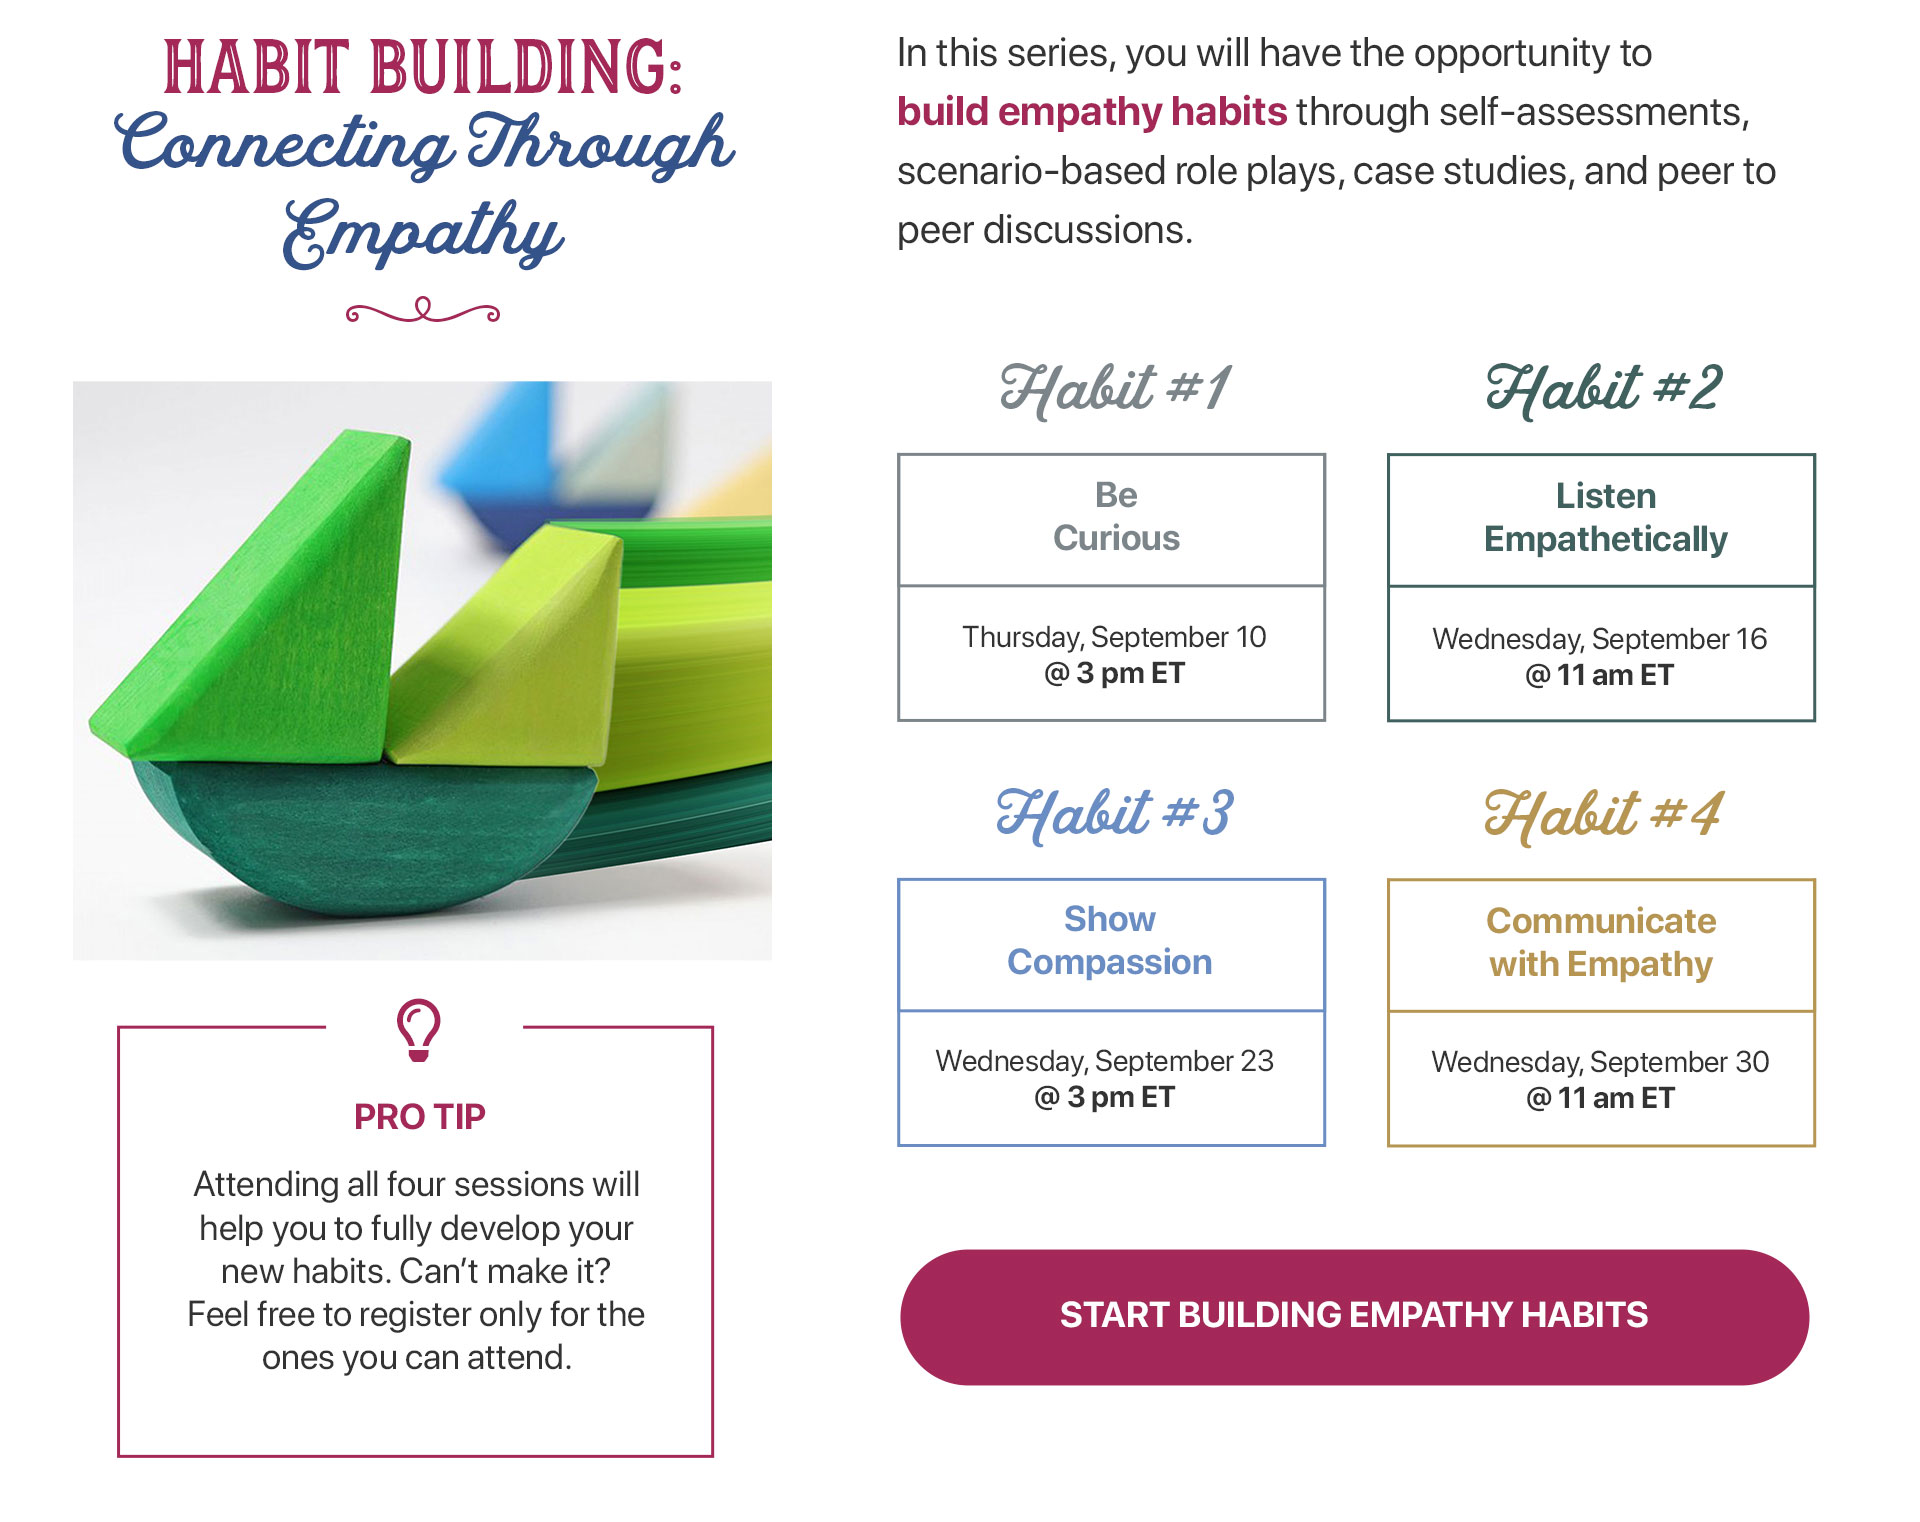 HABIT BUILDING:
Connecting Through
Empathy
In this series, you will have the opportunity to
build empathy habits through self-assessments,
scenario-based role plays, case studies, and peer to
peer discussions.
Habit #1
Be
Curious
Thursday, September 10
@ 3 pm ET
Habit #2
Listen
Empathetically
Wednesday, September 16
@ 11 am ET
Habit #3
Show
Compassion
Wednesday, September 23
@ 3 pm ET
Habit #4
Communicate
with Empathy
Wednesday, September 30
@ 11 am ET
PRO TIP
Attending all four sessions will
help you to fully develop your
new habits. Can't make it?
Feel free to register only for the
ones you can attend.
START BUILDING EMPATHY HABITS